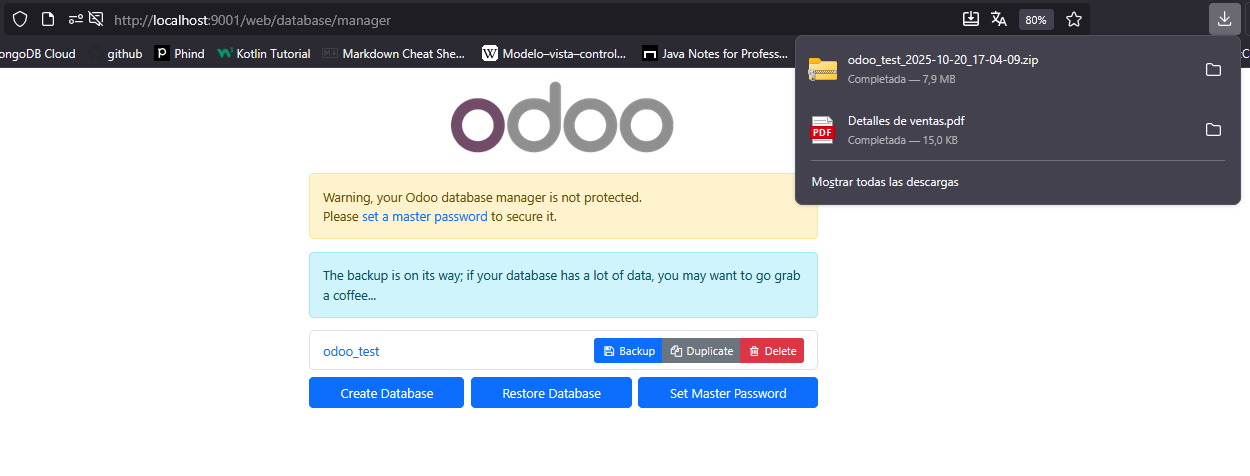 http://localhost:9001/web/database/manager
80%
ongoDB Cloud
github
Phind
Kotlin Tutorial
Markdown Cheat She...
Modelo–vista–control...
Java Notes for Profess...
odoo_test_2025-10-20_17-04-09.zip
Completada — 7,9 MB
PDF
Detalles de ventas.pdf
Completada — 15,0 KB
Mostrar todas las descargas
odoo
Warning, your Odoo database manager is not protected.
Please set a master password to secure it.
The backup is on its way; if your database has a lot of data, you may want to go grab
a coffee...
odoo_test
Backup
Duplicate
Delete
Create Database
Restore Database
Set Master Password